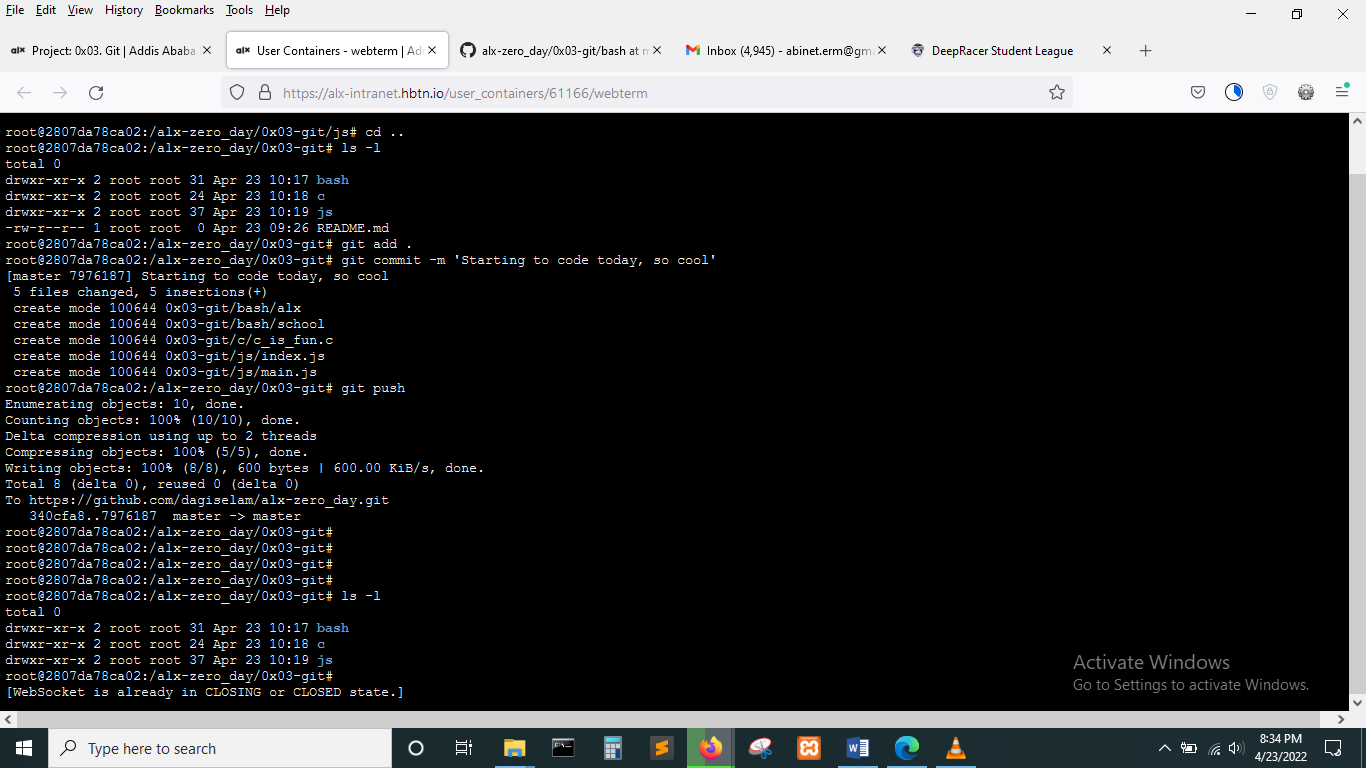 File Edit View History Bookmarks Tools Help
alx Project: 0x03. Git | Addis Ababa
alx User Containers - webterm | Ad
alx-zero_day/0x03-git/bash at m
Inbox (4,945) - abinet.erm@gm
DeepRacer Student League
https://alx-intranet.hbtn.io/user_containers/61166/webterm
root@2807da78ca02:/alx-zero_day/0x03-git/js# cd ..
root@2807da78ca02:/alx-zero_day/0x03-git# ls -l
total 0
drwxr-xr-x 2 root root 31 Apr 23 10:17 bash
drwxr-xr-x 2 root root 24 Apr 23 10:18 c
drwxr-xr-x 2 root root 37 Apr 23 10:19 js
-rw-r--r-- 1 root root  0 Apr 23 09:26 README.md
root@2807da78ca02:/alx-zero_day/0x03-git# git add .
root@2807da78ca02:/alx-zero_day/0x03-git# git commit -m 'Starting to code today, so cool'
[master 7976187] Starting to code today, so cool
 5 files changed, 5 insertions(+)
 create mode 100644 0x03-git/bash/alx
 create mode 100644 0x03-git/bash/school
 create mode 100644 0x03-git/c/c_is_fun.c
 create mode 100644 0x03-git/js/index.js
 create mode 100644 0x03-git/js/main.js
root@2807da78ca02:/alx-zero_day/0x03-git# git push
Enumerating objects: 10, done.
Counting objects: 100% (10/10), done.
Delta compression using up to 2 threads
Compressing objects: 100% (5/5), done.
Writing objects: 100% (8/8), 600 bytes | 600.00 KiB/s, done.
Total 8 (delta 0), reused 0 (delta 0)
To https://github.com/dagiselam/alx-zero_day.git
   340cfa8..7976187  master -> master
root@2807da78ca02:/alx-zero_day/0x03-git#
root@2807da78ca02:/alx-zero_day/0x03-git#
root@2807da78ca02:/alx-zero_day/0x03-git#
root@2807da78ca02:/alx-zero_day/0x03-git#
root@2807da78ca02:/alx-zero_day/0x03-git# ls -l
total 0
drwxr-xr-x 2 root root 31 Apr 23 10:17 bash
drwxr-xr-x 2 root root 24 Apr 23 10:18 c
drwxr-xr-x 2 root root 37 Apr 23 10:19 js
root@2807da78ca02:/alx-zero_day/0x03-git#
[WebSocket is already in CLOSING or CLOSED state.]
Activate Windows
Go to Settings to activate Windows.
Type here to search
8:34 PM
4/23/2022